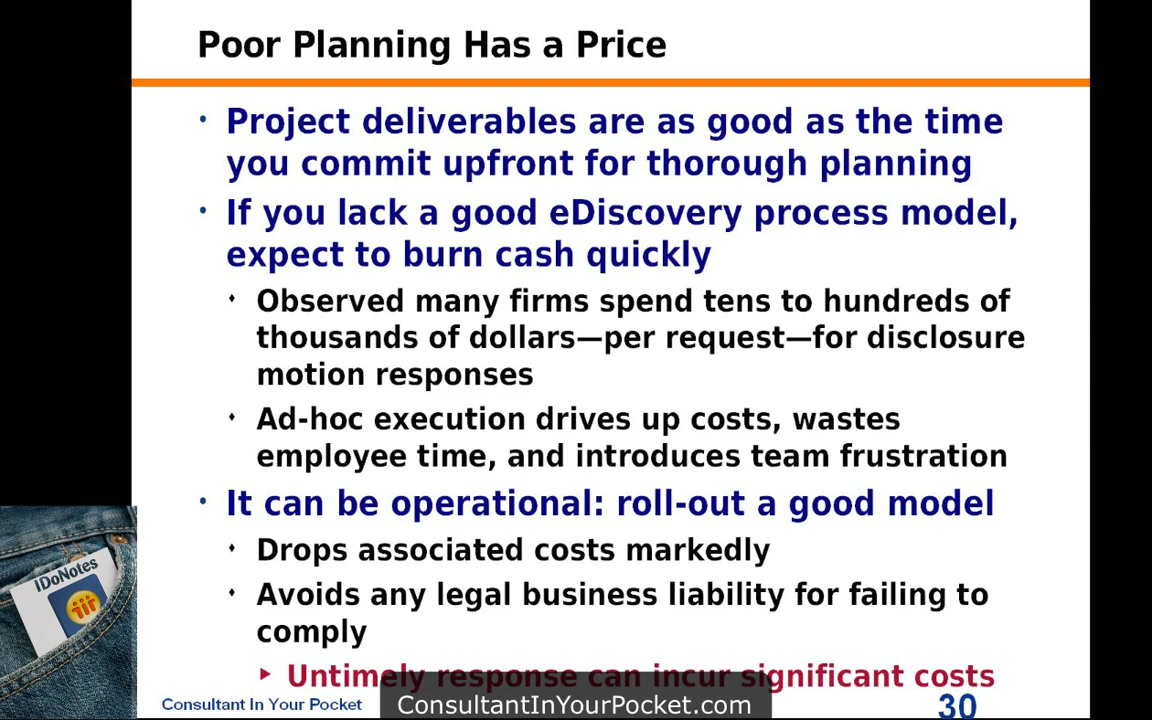 Poor Planning Has a Price
• Project deliverables are as good as the time
you commit upfront for thorough planning
• If you lack a good eDiscovery process model,
expect to burn cash quickly
♦ Observed many firms spend tens to hundreds of
thousands of dollars—per request—for disclosure
motion responses
♦ Ad-hoc execution drives up costs, wastes
employee time, and introduces team frustration
• It can be operational: roll-out a good model
♦ Drops associated costs markedly
♦ Avoids any legal business liability for failing to
comply
▶ Untimely response can incur significant costs
IDoNotes
Consultant In Your Pocket
ConsultantInYourPocket.com
30